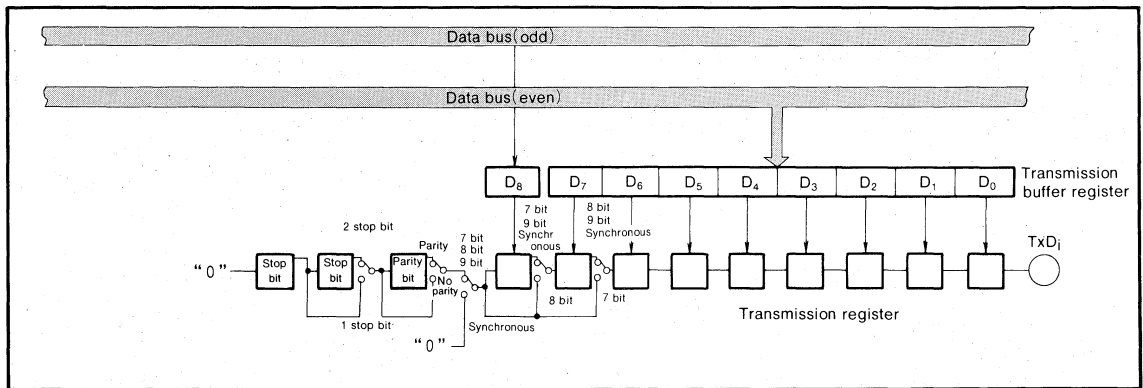 Data bus(odd)
Data bus(even)
D₈ D₇ D₆ D₅ D₄ D₃ D₂ D₁ D₀
Transmission
buffer register
7 bit
9 bit
Synchr
onous
8 bit
9 bit
Synchronous
2 stop bit
Parity
7 bit
8 bit
9 bit
TxDᵢ
“0”
Stop
bit
Stop
bit
Parity
bit
No
parity
8 bit
7 bit
1 stop bit
Synchronous
“0”
Transmission register